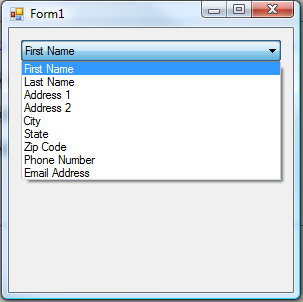 Form1
First Name
First Name
Last Name
Address 1
Address 2
City
State
Zip Code
Phone Number
Email Address